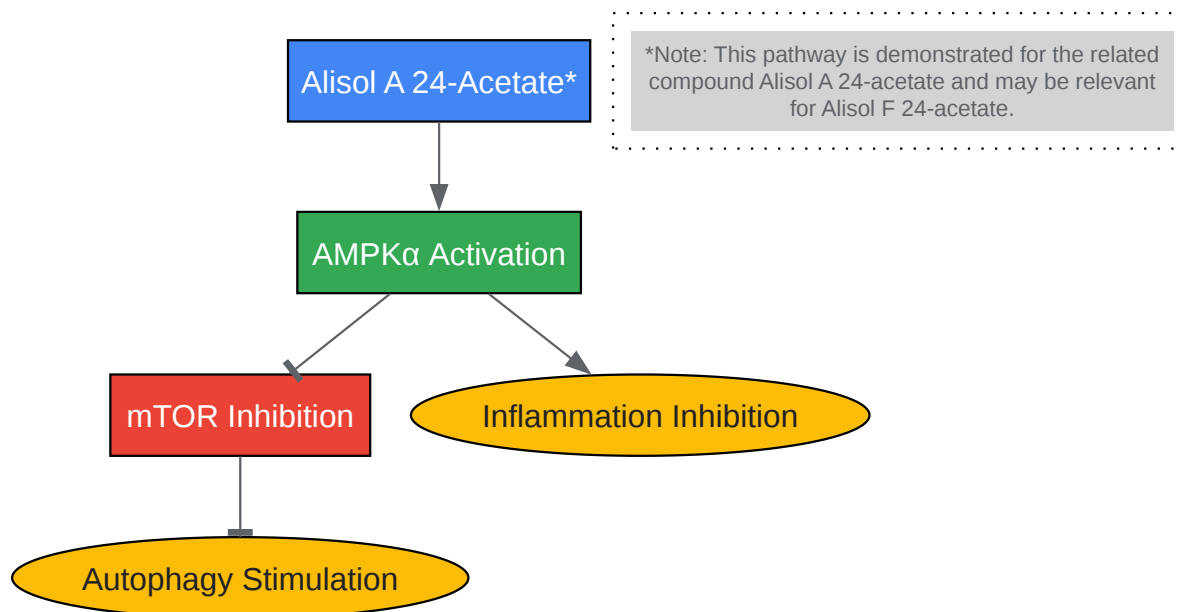 Alisol A 24-Acetate*
*Note: This pathway is demonstrated for the related
compound Alisol A 24-acetate and may be relevant
for Alisol F 24-acetate.
AMPKα Activation
mTOR Inhibition
Inflammation Inhibition
Autophagy Stimulation